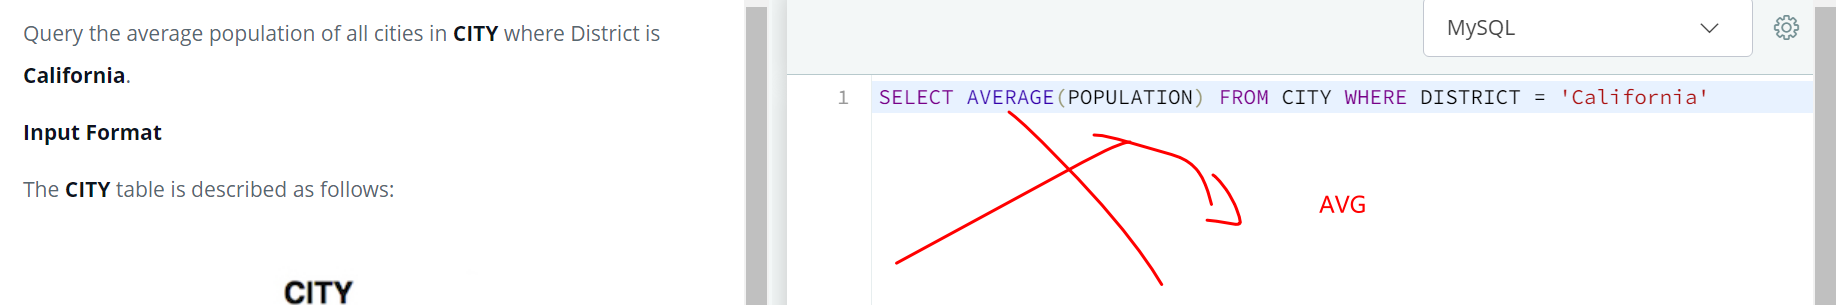 Query the average population of all cities in CITY where District is
California.
Input Format
The CITY table is described as follows:
CITY
MySQL
1 SELECT AVERAGE(POPULATION) FROM CITY WHERE DISTRICT = 'California'
AVG